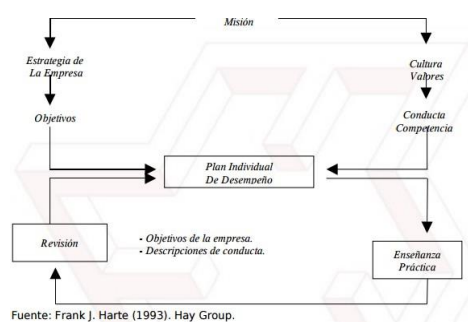 Misión
Estrategia de
La Empresa
Cultura
Valores
Objetivos
Conducta
Competencia
Plan Individual
De Desempeño
Revisión
- Objetivos de la empresa.
- Descripciones de conducta.
Enseñanza
Práctica
Fuente: Frank J. Harte (1993). Hay Group.